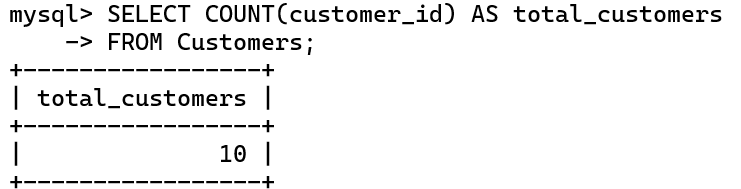 mysql> SELECT COUNT(customer_id) AS total_customers
    -> FROM Customers;
+-----------------+
| total_customers |
+-----------------+
|              10 |
+-----------------+